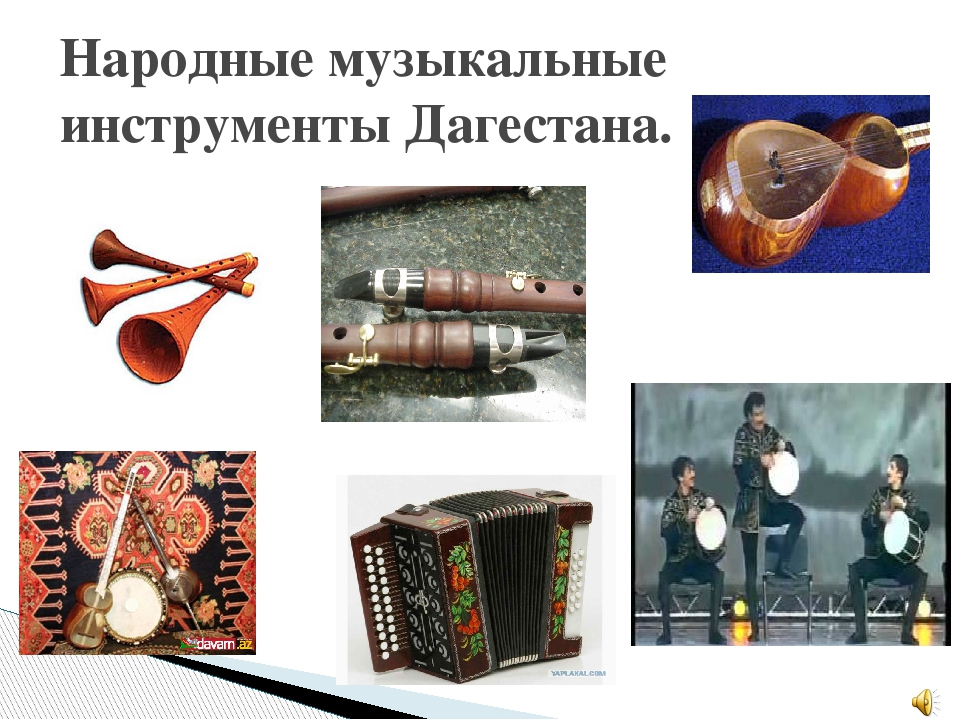 Народные музыкальные
инструменты Дагестана.
davam.az
YAPLAKAL.COM